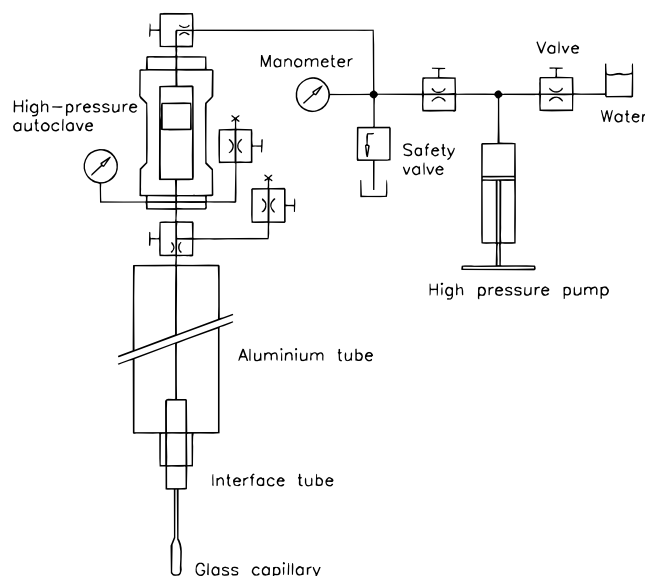 Manometer
Valve
High-pressure
autoclave
Water
Safety
valve
High pressure pump
Aluminium tube
Interface tube
Glass capillary